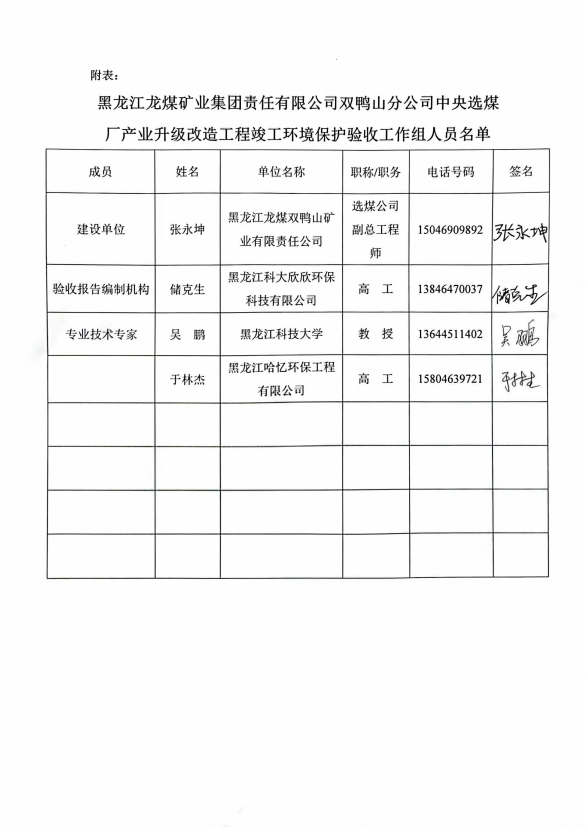 附表：
黑龙江龙煤矿业集团责任有限公司双鸭山分公司中央选煤
厂产业升级改造工程竣工环境保护验收工作组人员名单
成员 姓名 单位名称 职称/职务 电话号码 签名
建设单位 张永坤 黑龙江龙煤双鸭山矿
业有限责任公司 选煤公司
副总工程
师 15046909892 张永坤
验收报告编制机构 储克生 黑龙江科大欣欣环保
科技有限公司 高 工 13846470037 储克生
专业技术专家 吴 鹏 黑龙江科技大学 教 授 13644511402 吴鹏
于林杰 黑龙江哈忆环保工程
有限公司 高 工 15804639721 于林杰